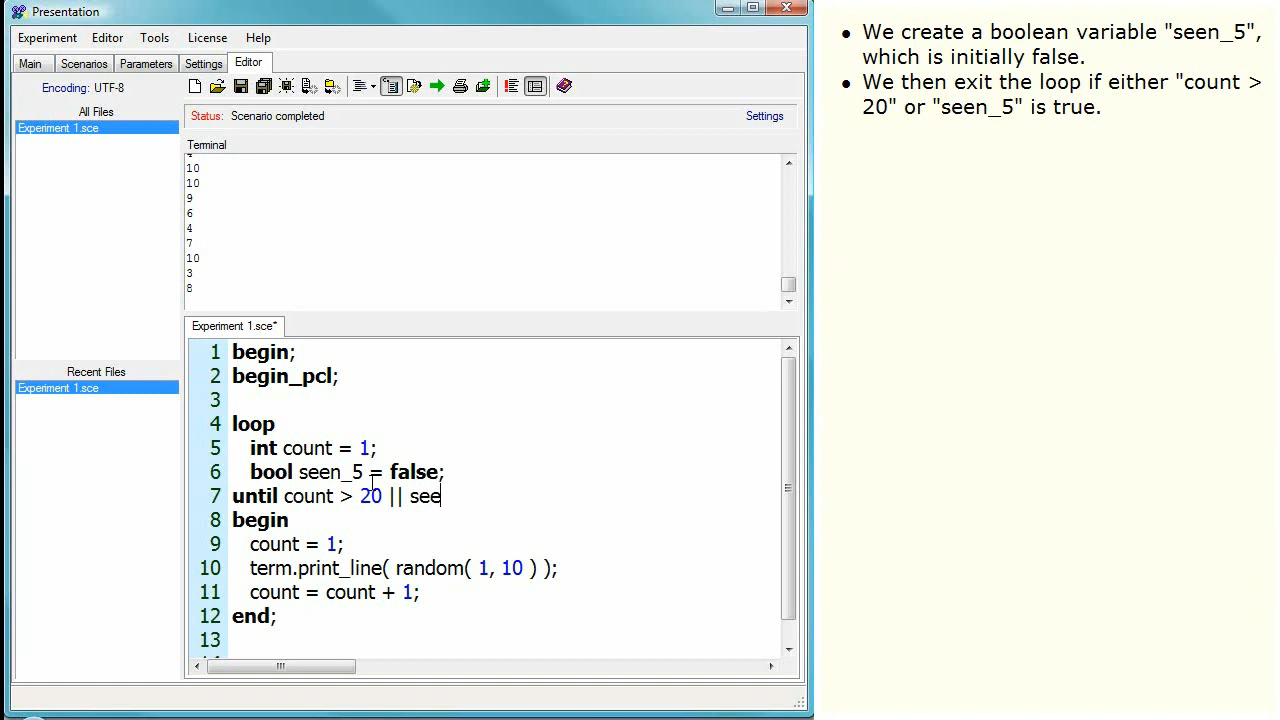 Presentation
Experiment Editor Tools License Help
Main Scenarios Parameters Settings Editor
Encoding: UTF-8
All Files
Experiment 1.sce
Recent Files
Experiment 1.sce
Status: Scenario completed Settings
Terminal
10
10
9
6
4
7
10
3
8
Experiment 1.sce*
1 begin;
2 begin_pcl;
3
4 loop
5 int count = 1;
6 bool seen_5 = false;
7 until count > 20 || see
8 begin
9 count = 1;
10 term.print_line( random( 1, 10 ) );
11 count = count + 1;
12 end;
13
• We create a boolean variable "seen_5",
which is initially false.
• We then exit the loop if either "count >
20" or "seen_5" is true.